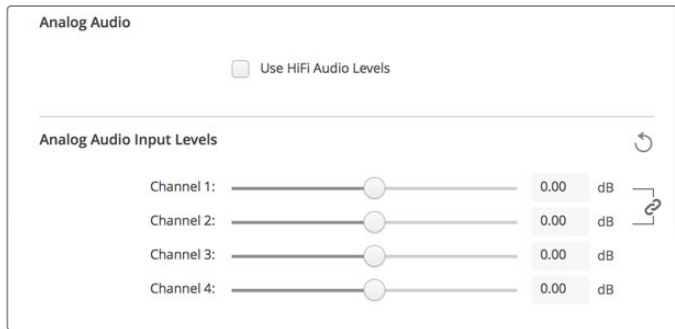 Analog Audio
Use HiFi Audio Levels
Analog Audio Input Levels
Channel 1: 0.00 dB
Channel 2: 0.00 dB
Channel 3: 0.00 dB
Channel 4: 0.00 dB